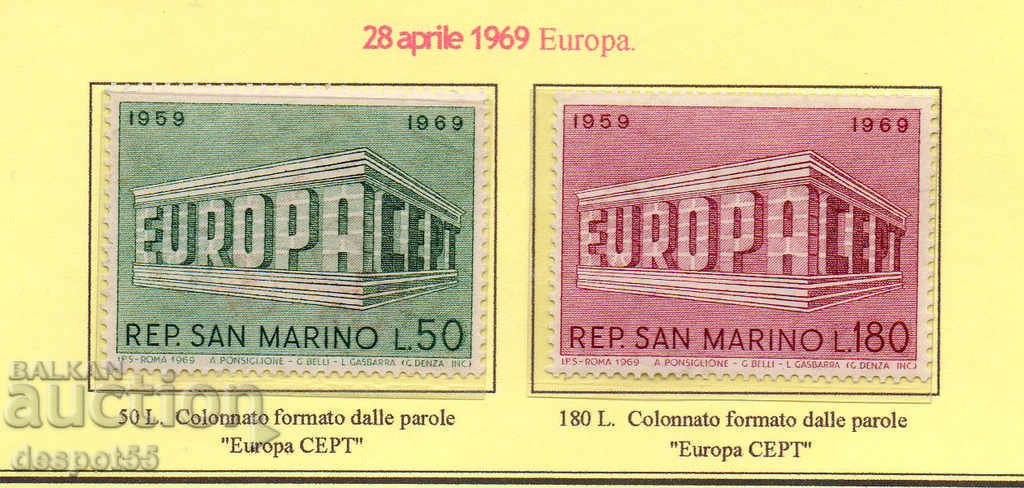 28 aprile 1969 Europa.
1959 1969
EUROPA CEPT
REP. SAN MARINO L.50
I.P.S-ROMA 1969 A. PONSIGLIONE - G. BELLI - L. GASBARRA (G. DENZA INC)
50 L. Colonnato formato dalle parole
"Europa CEPT"
1959 1969
EUROPA CEPT
REP. SAN MARINO L.180
I.P.S-ROMA 1969 A. PONSIGLIONE - G. BELLI - L. GASBARRA (G. DENZA INC)
180 L. Colonnato formato dalle parole
"Europa CEPT"
BALKAN
auction
despot55